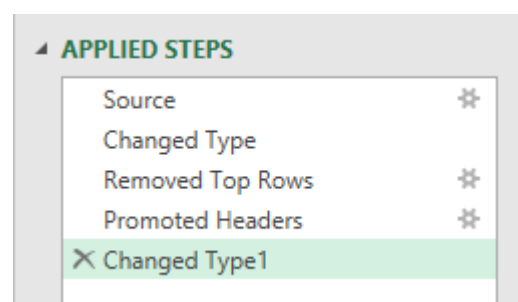 APPLIED STEPS
Source
Changed Type
Removed Top Rows
Promoted Headers
Changed Type1